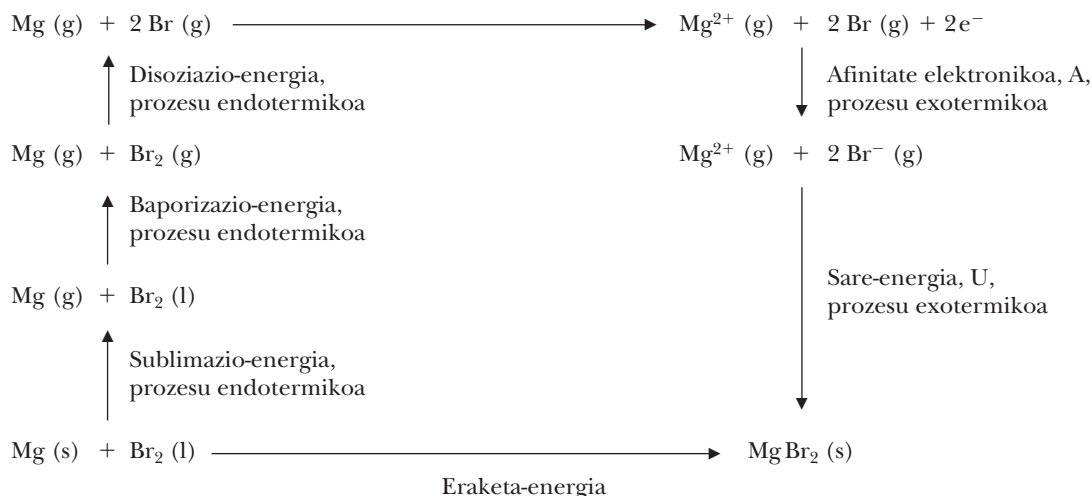 Mg (g) + 2 Br (g) Mg²⁺ (g) + 2 Br (g) + 2e⁻
Disoziazio-energia, Afinitate elektronikoa, A,
prozesu endotermikoa prozesu exotermikoa
Mg (g) + Br₂ (g) Mg²⁺ (g) + 2 Br⁻ (g)
Baporizazio-energia,
prozesu endotermikoa
Sare-energia, U,
Mg (g) + Br₂ (l) prozesu exotermikoa
Sublimazio-energia,
prozesu endotermikoa
Mg (s) + Br₂ (l) MgBr₂ (s)
Eraketa-energia